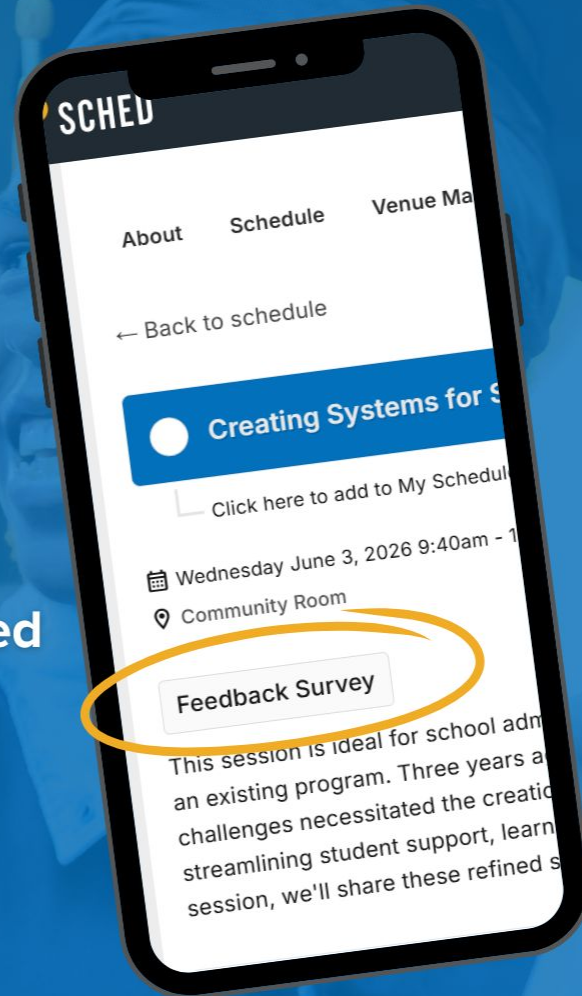 SCHED
About Schedule Venue Ma
← Back to schedule
Creating Systems for S
Click here to add to My Schedul
Wednesday June 3, 2026 9:40am - 1
Community Room
ed
Feedback Survey
This session is ideal for school adm
an existing program. Three years a
challenges necessitated the creatio
streamlining student support, learn
session, we'll share these refined s